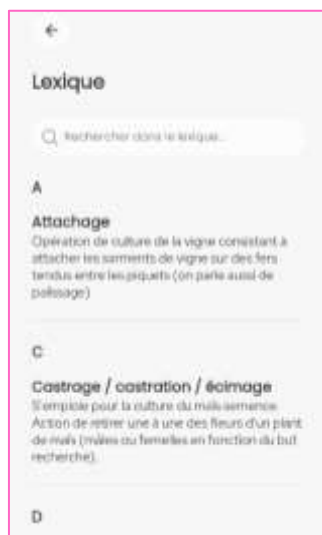 Lexique
Rechercher dans le lexique...
A
Attachage
Opération de culture de la vigne consistant à
attacher les sarments de vigne sur des fers
tendus entre les piquets (on parle aussi de
palissage)
C
Castrage / castration / écimage
S'emploie pour la culture du maïs semence
Action de retirer une à une des fleurs d'un plant
de maïs (mâles ou femelles en fonction du but
recherché).
D